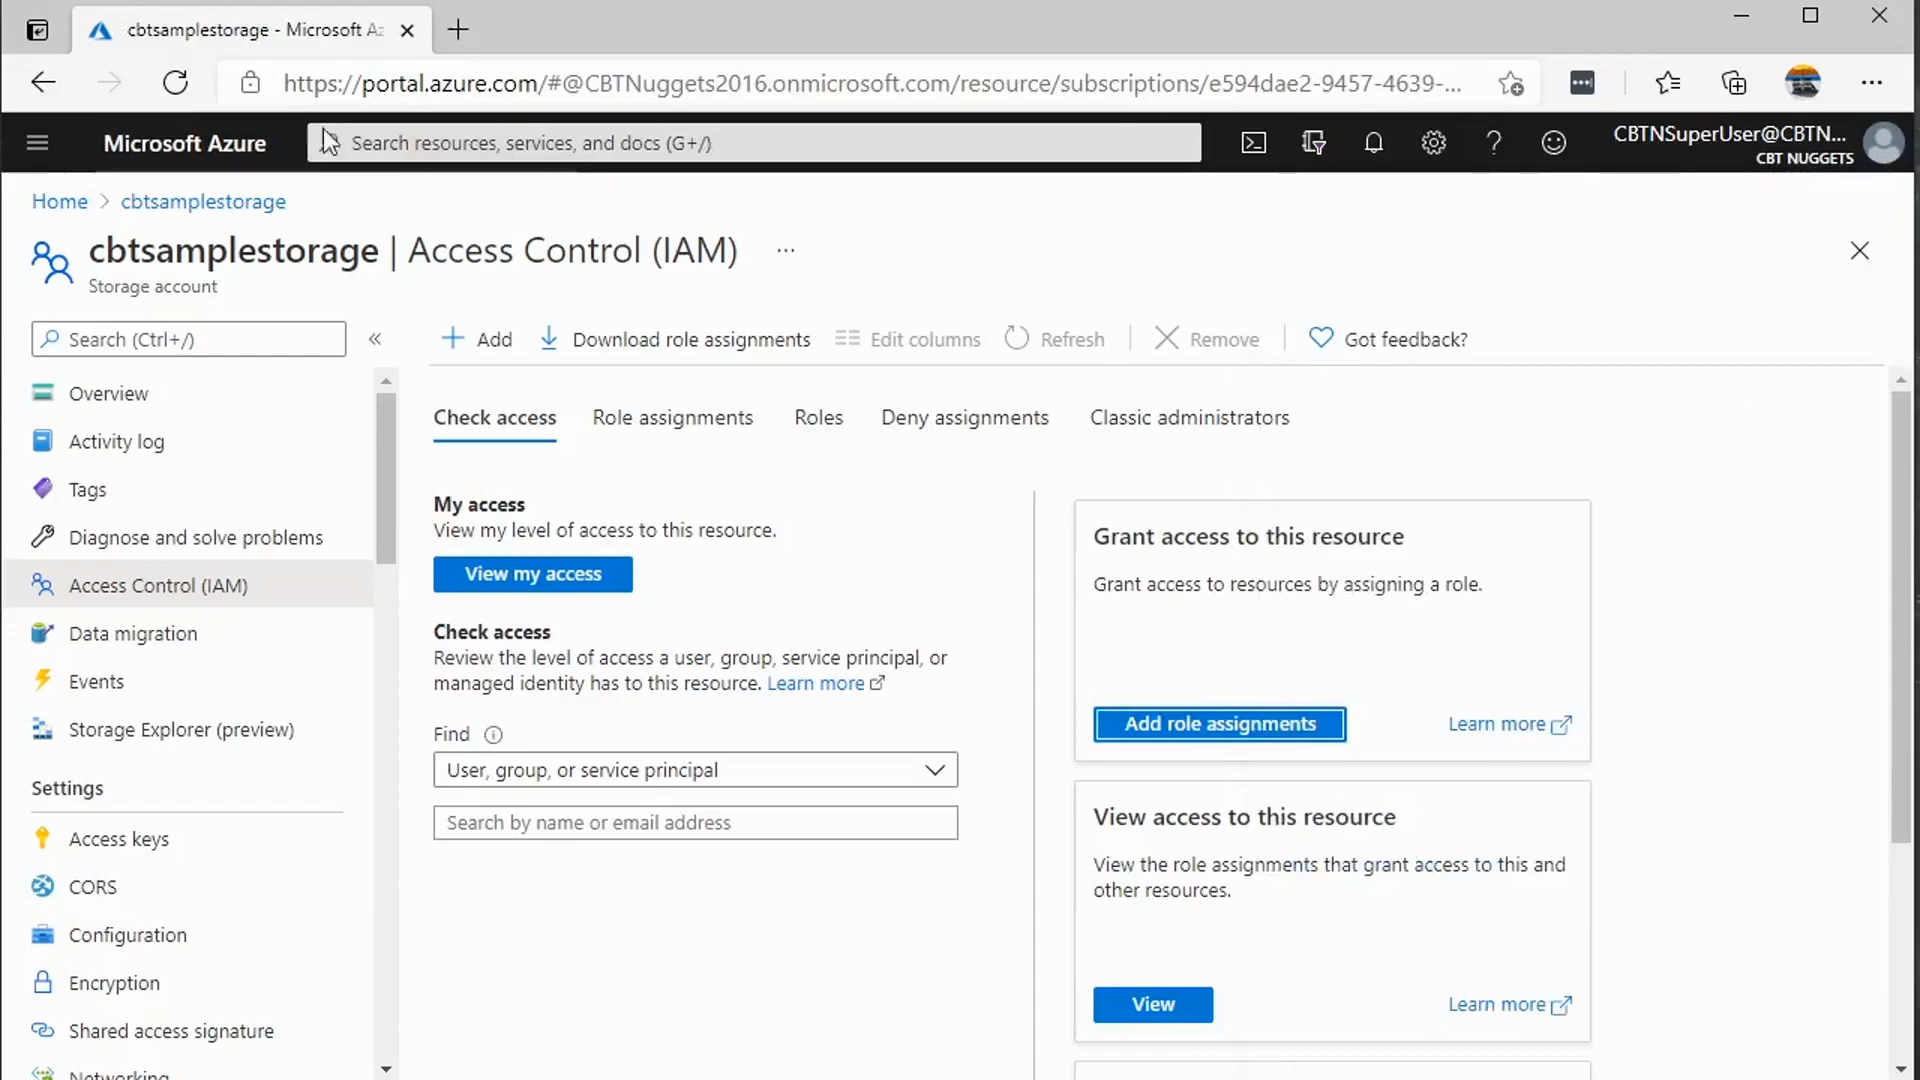 cbtsamplestorage - Microsoft Az
https://portal.azure.com/#@CBTNuggets2016.onmicrosoft.com/resource/subscriptions/e594dae2-9457-4639-...
Microsoft Azure
Search resources, services, and docs (G+/)
CBTNSuperUser@CBTN...
CBT NUGGETS
Home > cbtsamplestorage
cbtsamplestorage | Access Control (IAM) ...
Storage account
Search (Ctrl+/)
Add
Download role assignments
Edit columns
Refresh
Remove
Got feedback?
Overview
Activity log
Tags
Diagnose and solve problems
Access Control (IAM)
Data migration
Events
Storage Explorer (preview)
Settings
Access keys
CORS
Configuration
Encryption
Shared access signature
Networking
Check access
Role assignments
Roles
Deny assignments
Classic administrators
My access
View my level of access to this resource.
View my access
Check access
Review the level of access a user, group, service principal, or
managed identity has to this resource. Learn more
Find
User, group, or service principal
Search by name or email address
Grant access to this resource
Grant access to resources by assigning a role.
Add role assignments
Learn more
View access to this resource
View the role assignments that grant access to this and
other resources.
View
Learn more